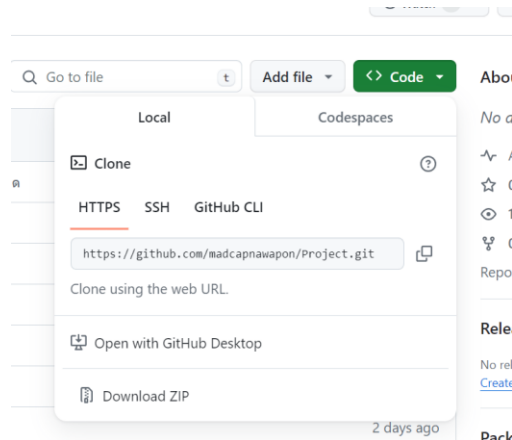 Go to file
t
Add file
Code
Local
Codespaces
Clone
HTTPS
SSH
GitHub CLI
https://github.com/madcapnawapon/Project.git
Clone using the web URL.
Open with GitHub Desktop
Download ZIP
2 days ago
No